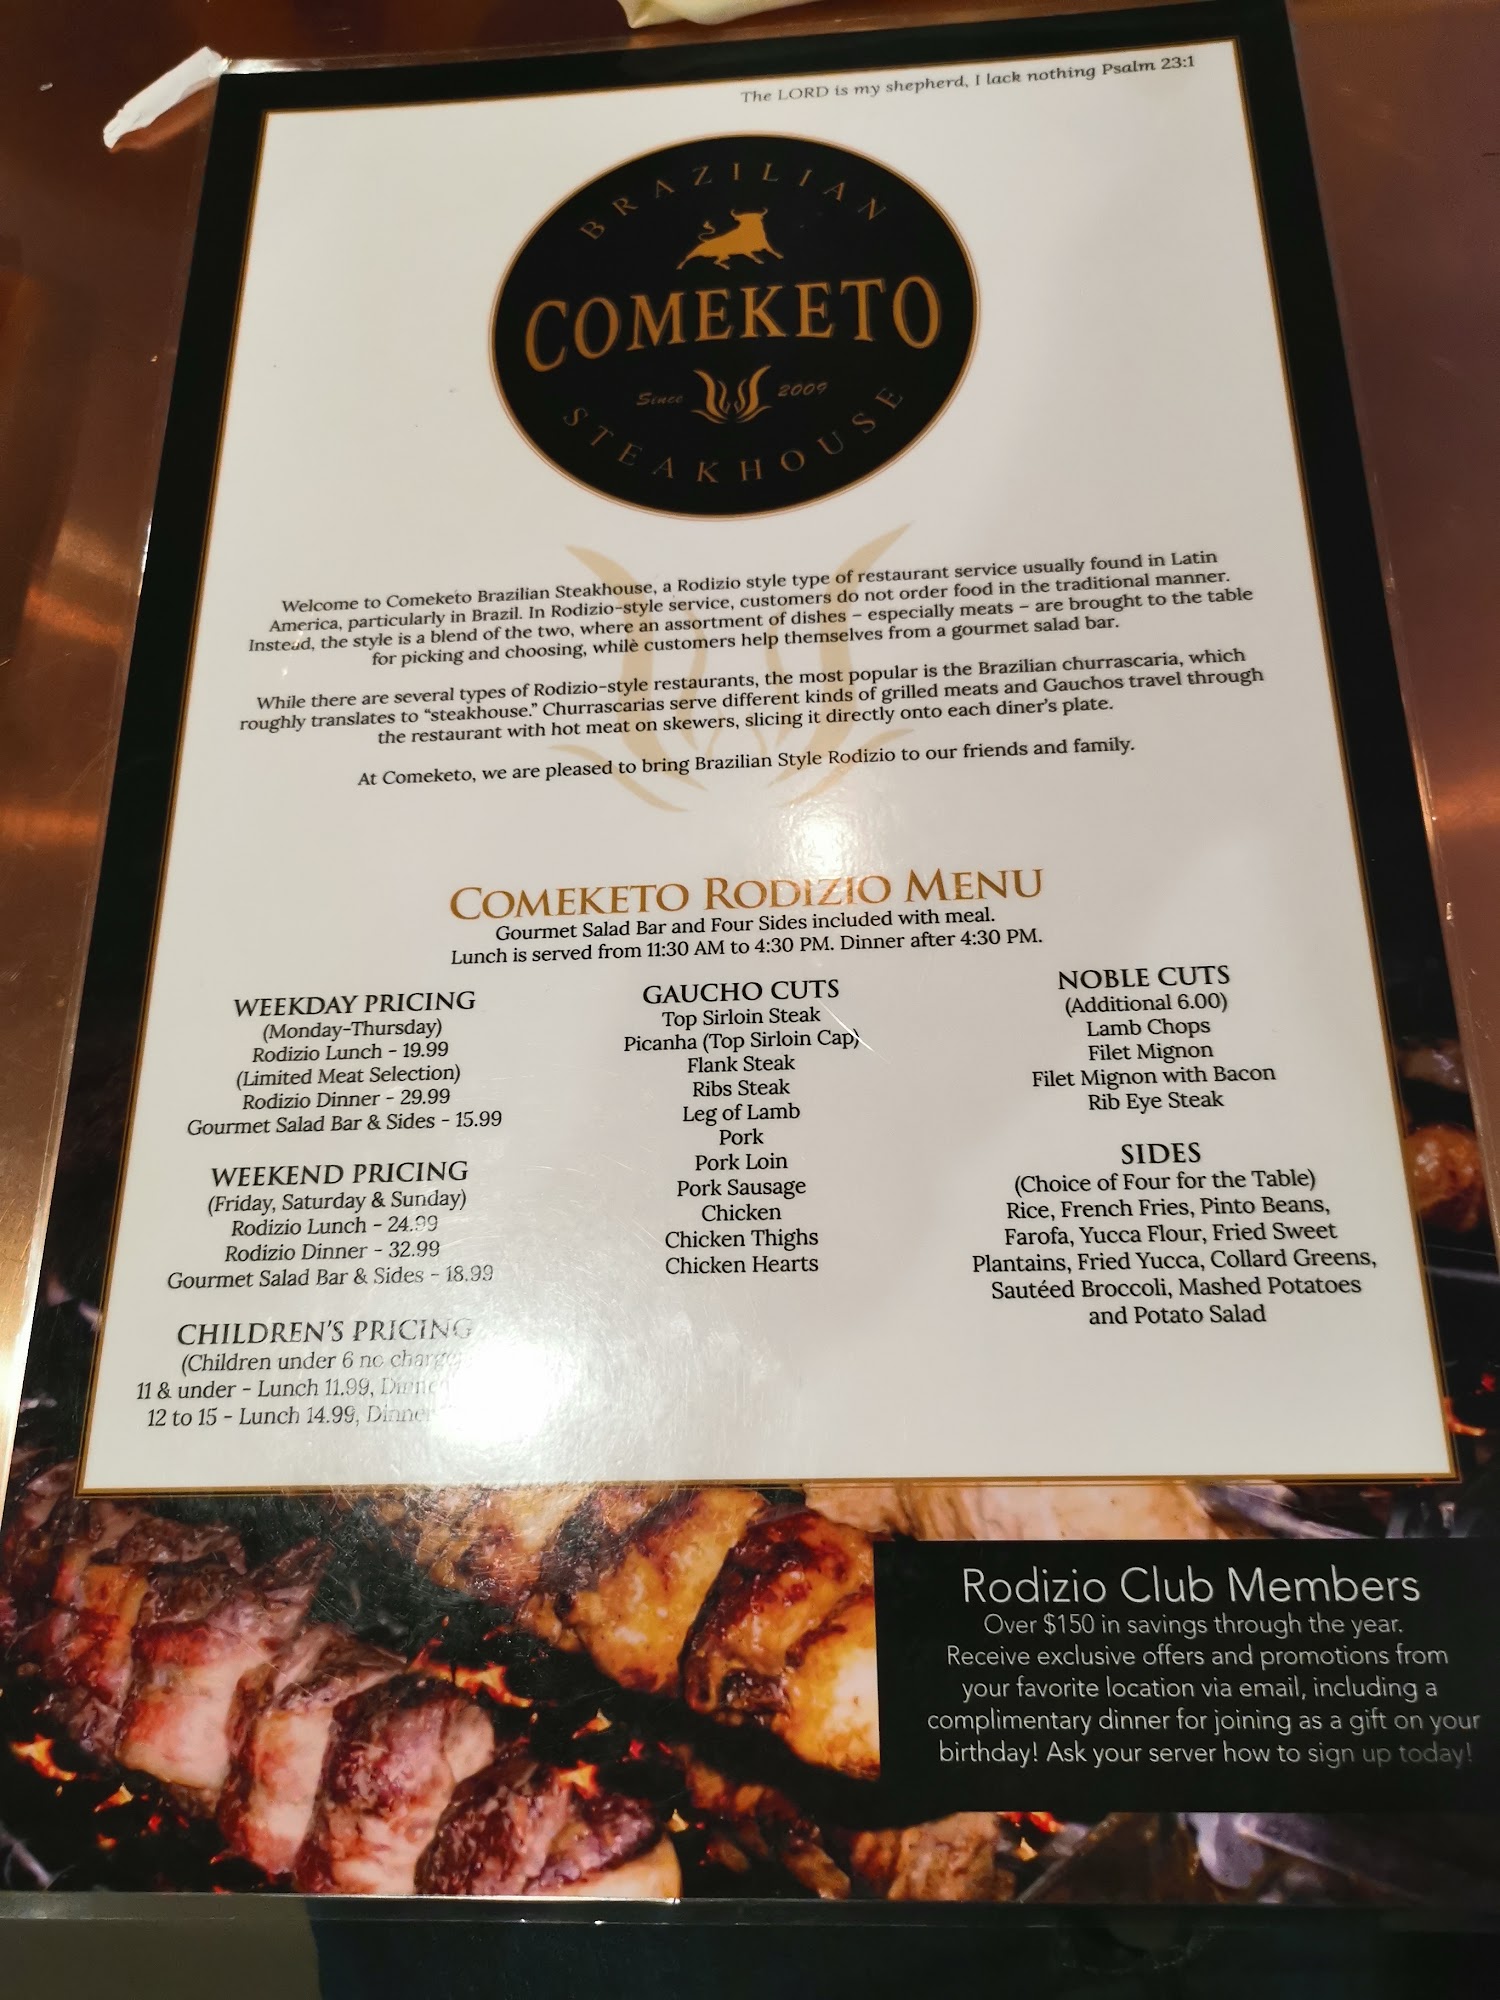 The LORD is my shepherd, I lack nothing Psalm 23:1
BRAZILIAN
COMEKETO
Since 2009
STEAKHOUSE
Welcome to Comeketo Brazilian Steakhouse, a Rodizio style type of restaurant service usually found in Latin
America, particularly in Brazil. In Rodizio-style service, customers do not order food in the traditional manner.
Instead, the style is a blend of the two, where an assortment of dishes – especially meats – are brought to the table
for picking and choosing, while customers help themselves from a gourmet salad bar.
While there are several types of Rodizio-style restaurants, the most popular is the Brazilian churrascaria, which
roughly translates to “steakhouse.” Churrascarias serve different kinds of grilled meats and Gauchos travel through
the restaurant with hot meat on skewers, slicing it directly onto each diner's plate.
At Comeketo, we are pleased to bring Brazilian Style Rodizio to our friends and family.
COMEKETO RODIZIO MENU
Gourmet Salad Bar and Four Sides included with meal.
Lunch is served from 11:30 AM to 4:30 PM. Dinner after 4:30 PM.
WEEKDAY PRICING
(Monday-Thursday)
Rodizio Lunch - 19.99
(Limited Meat Selection)
Rodizio Dinner - 29.99
Gourmet Salad Bar & Sides - 15.99
WEEKEND PRICING
(Friday, Saturday & Sunday)
Rodizio Lunch - 24.99
Rodizio Dinner - 32.99
Gourmet Salad Bar & Sides - 18.99
CHILDREN'S PRICING
(Children under 6 no charge)
11 & under - Lunch 11.99, Dinner
12 to 15 - Lunch 14.99, Dinner
GAUCHO CUTS
Top Sirloin Steak
Picanha (Top Sirloin Cap)
Flank Steak
Ribs Steak
Leg of Lamb
Pork
Pork Loin
Pork Sausage
Chicken
Chicken Thighs
Chicken Hearts
NOBLE CUTS
(Additional 6.00)
Lamb Chops
Filet Mignon
Filet Mignon with Bacon
Rib Eye Steak
SIDES
(Choice of Four for the Table)
Rice, French Fries, Pinto Beans,
Farofa, Yucca Flour, Fried Sweet
Plantains, Fried Yucca, Collard Greens,
Sautéed Broccoli, Mashed Potatoes
and Potato Salad
Rodizio Club Members
Over $150 in savings through the year.
Receive exclusive offers and promotions from
your favorite location via email, including a
complimentary dinner for joining as a gift on your
birthday! Ask your server how to sign up today!